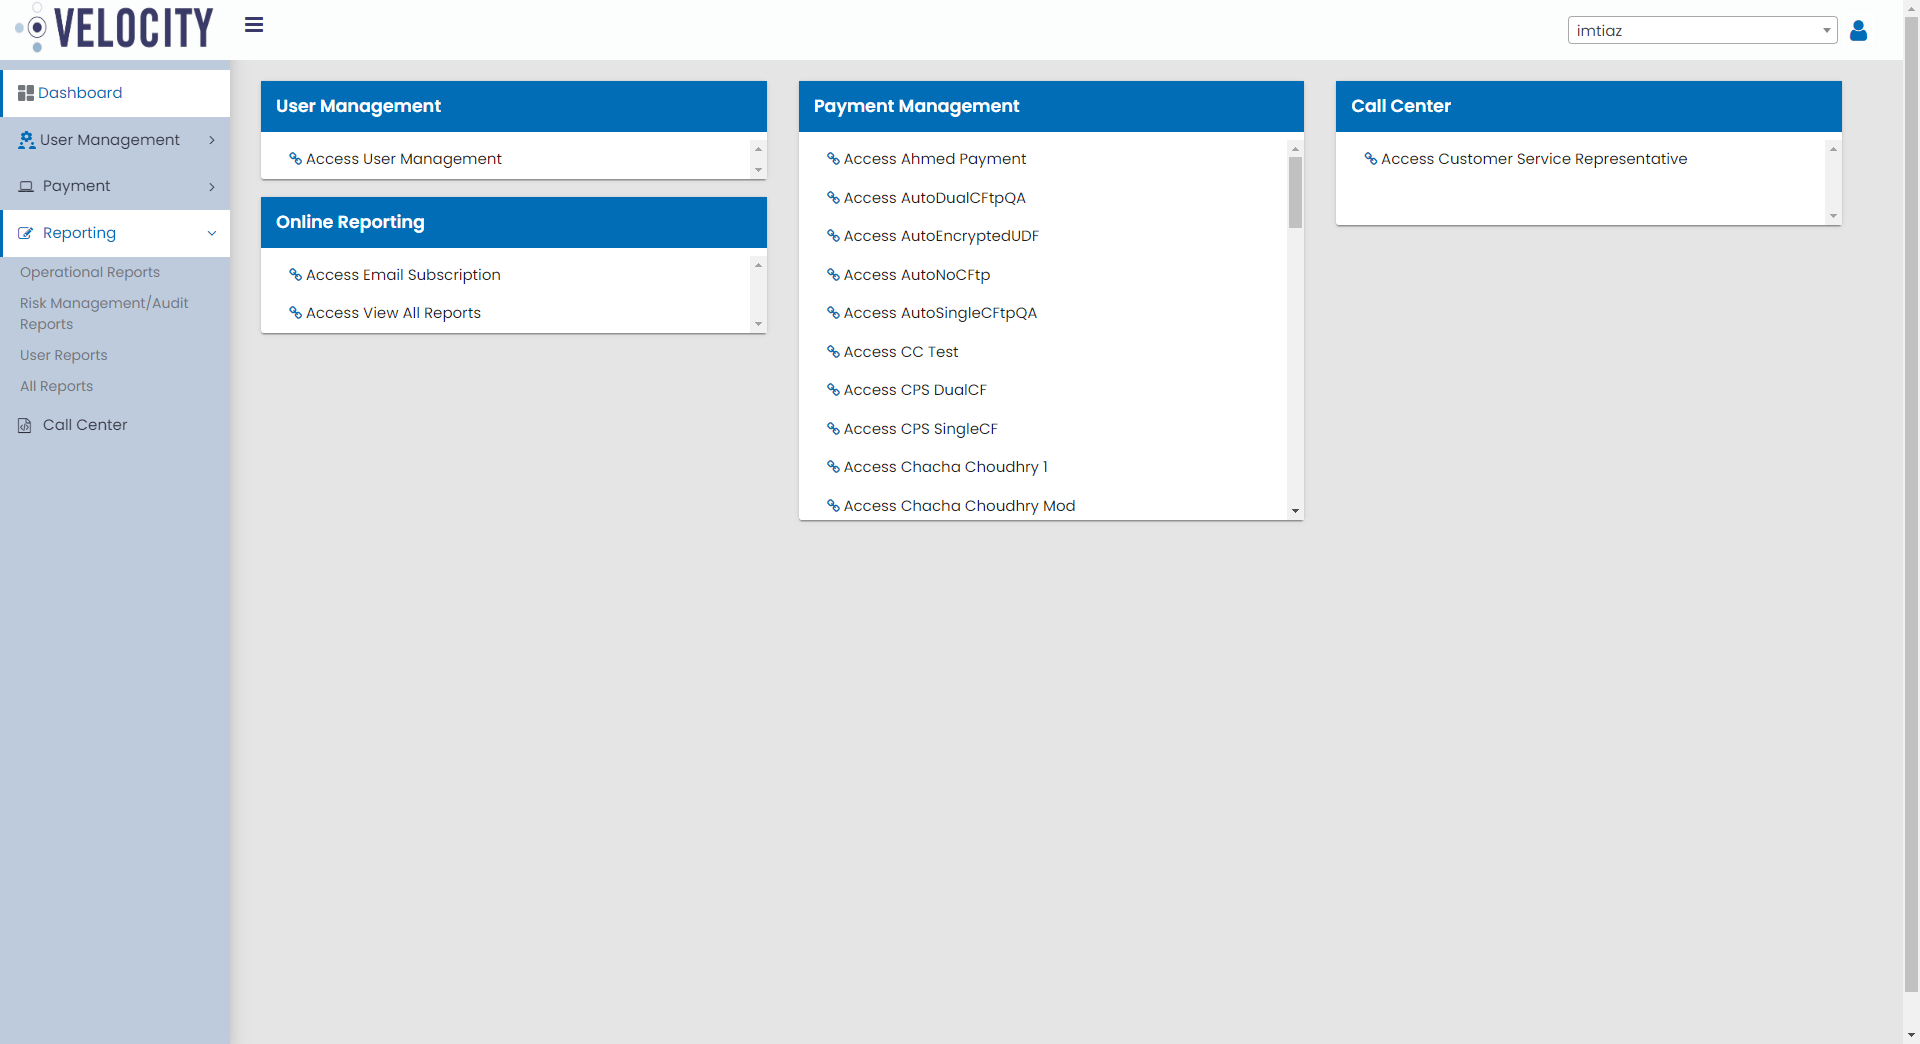 VELOCITY
imtiaz
Dashboard
User Management
Payment
Reporting
Operational Reports
Risk Management/Audit
Reports
User Reports
All Reports
Call Center
User Management
Access User Management
Online Reporting
Access Email Subscription
Access View All Reports
Payment Management
Access Ahmed Payment
Access AutoDualCFtpQA
Access AutoEncryptedUDF
Access AutoNoCFtp
Access AutoSingleCFtpQA
Access CC Test
Access CPS DualCF
Access CPS SingleCF
Access Chacha Choudhry 1
Access Chacha Choudhry Mod
Call Center
Access Customer Service Representative